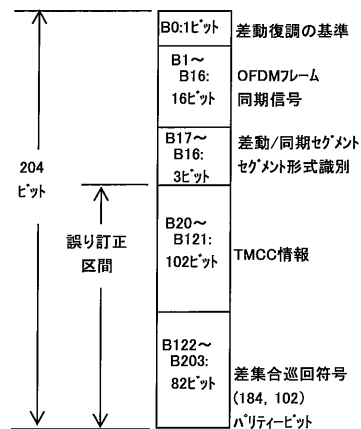 B0:1ﾋﾞｯﾄ
差動復調の基準
B1～
B16:
16ﾋﾞｯﾄ
OFDMﾌﾚｰﾑ
同期信号
B17～
B16:
3ﾋﾞｯﾄ
差動/同期ｾｸﾞﾒﾝﾄ
ｾｸﾞﾒﾝﾄ形式識別
204
ﾋﾞｯﾄ
誤り訂正
区間
B20～
B121:
102ﾋﾞｯﾄ
TMCC情報
B122～
B203:
82ﾋﾞｯﾄ
差集合巡回符号
(184, 102)
ﾊﾟﾘﾃｨｰﾋﾞｯﾄ